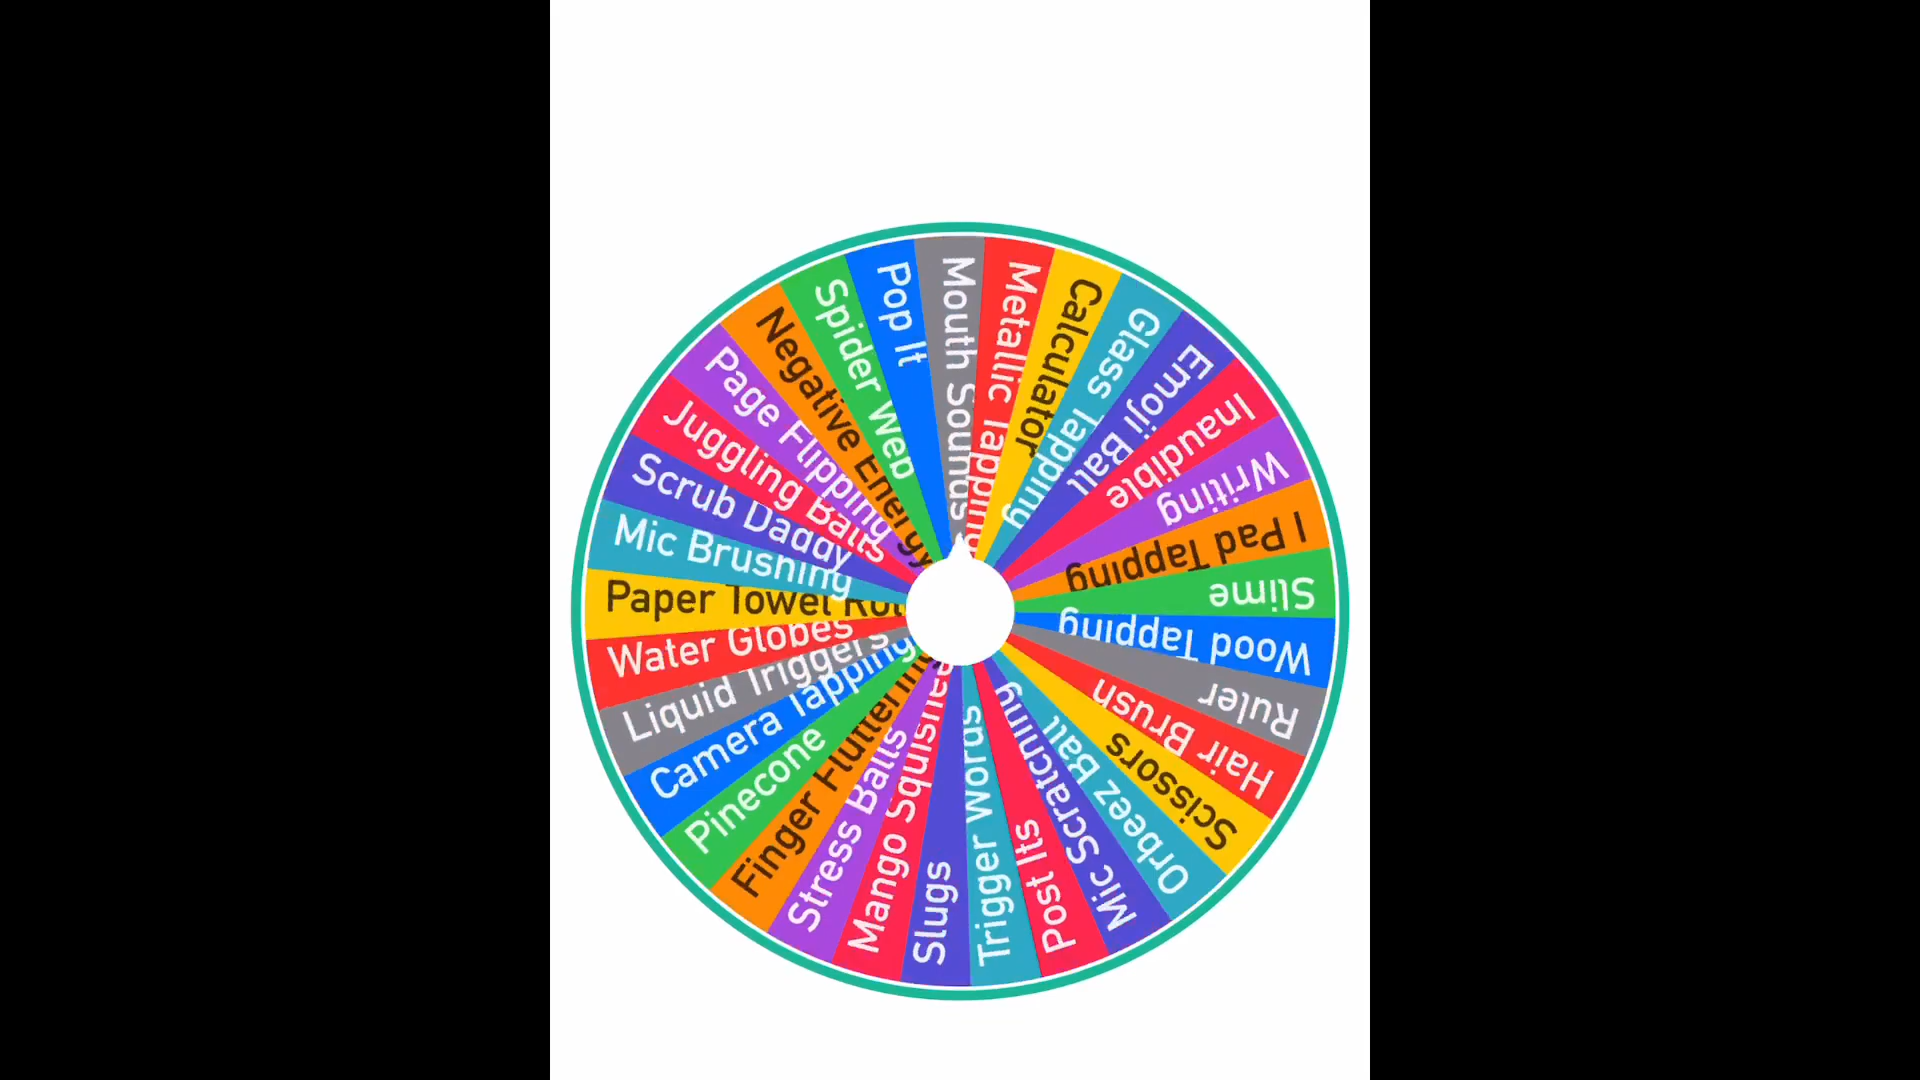 Mouth Sounds
Metallic Tapping
Calculator
Glass Tapping
Emoji Ball
Inaudible
Writing
I Pad Tapping
Slime
Wood Tapping
Ruler
Hair Brush
Scissors
Orbeez Ball
Mic Scratching
Post Its
Trigger Words
Slugs
Mango Squishea
Stress Balls
Finger Fluttering
Pinecone
Camera Tapping
Liquid Triggers
Water Globes
Paper Towel Rol
Mic Brushing
Scrub Daddy
Juggling Balls
Page Flipping
Negative Energy
Spider Web
Pop It